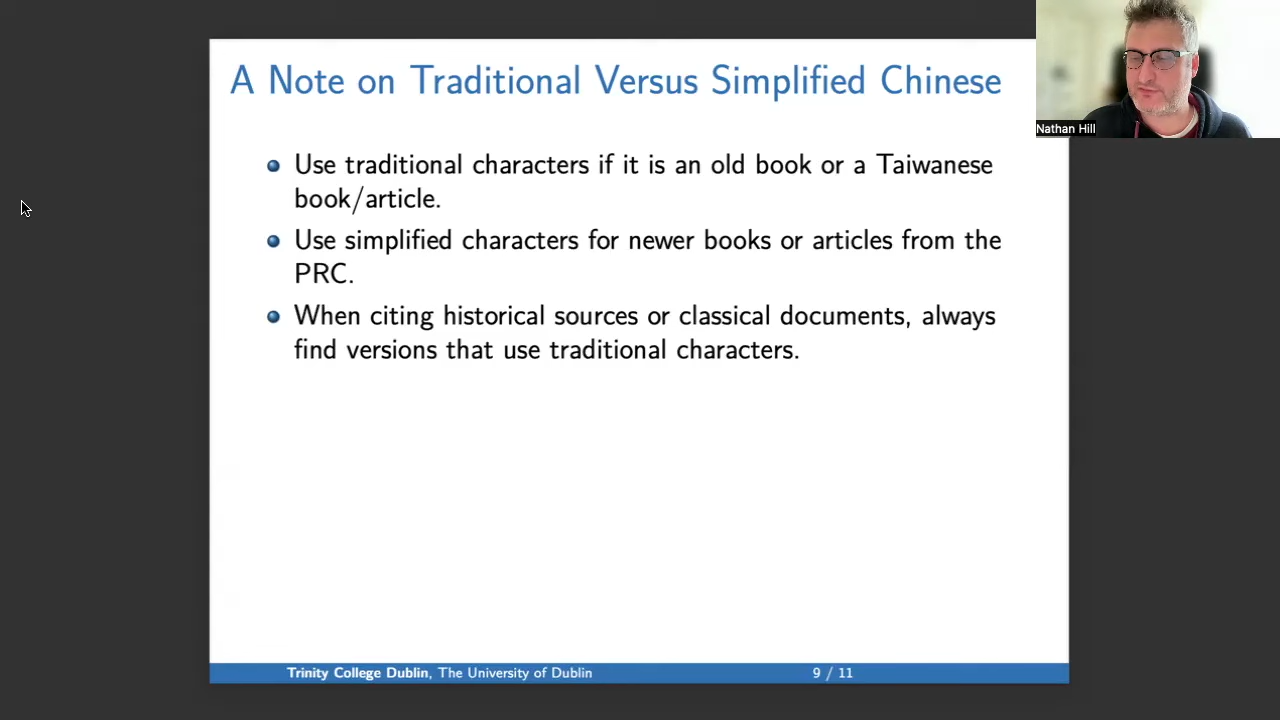 A Note on Traditional Versus Simplified Chinese
Nathan Hill
Use traditional characters if it is an old book or a Taiwanese
book/article.
Use simplified characters for newer books or articles from the
PRC.
When citing historical sources or classical documents, always
find versions that use traditional characters.
Trinity College Dublin, The University of Dublin
9 / 11